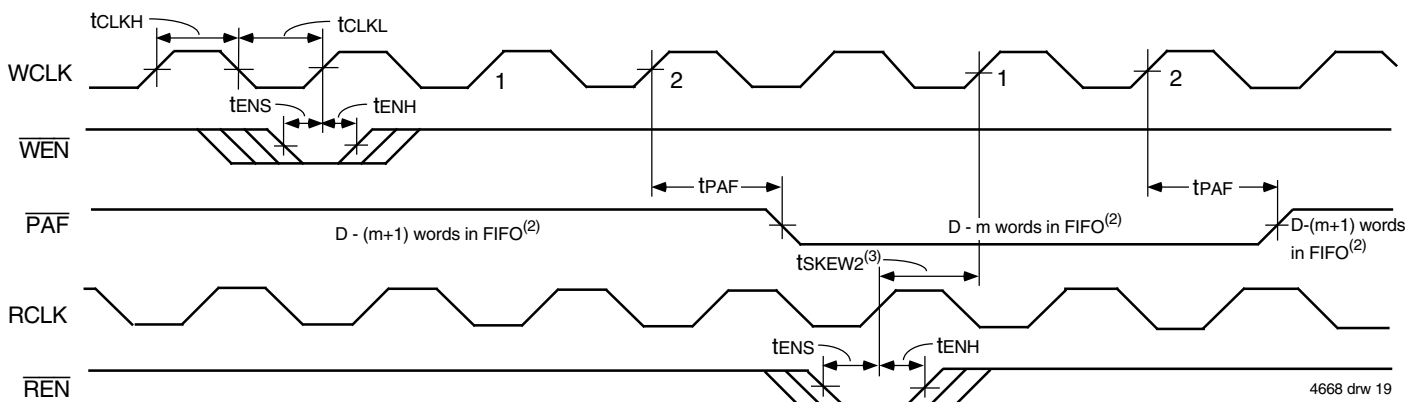 tCLKH tCLKL
WCLK 1 2 1 2
tENS tENH
WEN
tPAF tPAF
PAF
D - (m+1) words in FIFO(2) D - m words in FIFO(2) D-(m+1) words
in FIFO(2)
tSKEW2(3)
RCLK
tENS tENH
REN
4668 drw 19